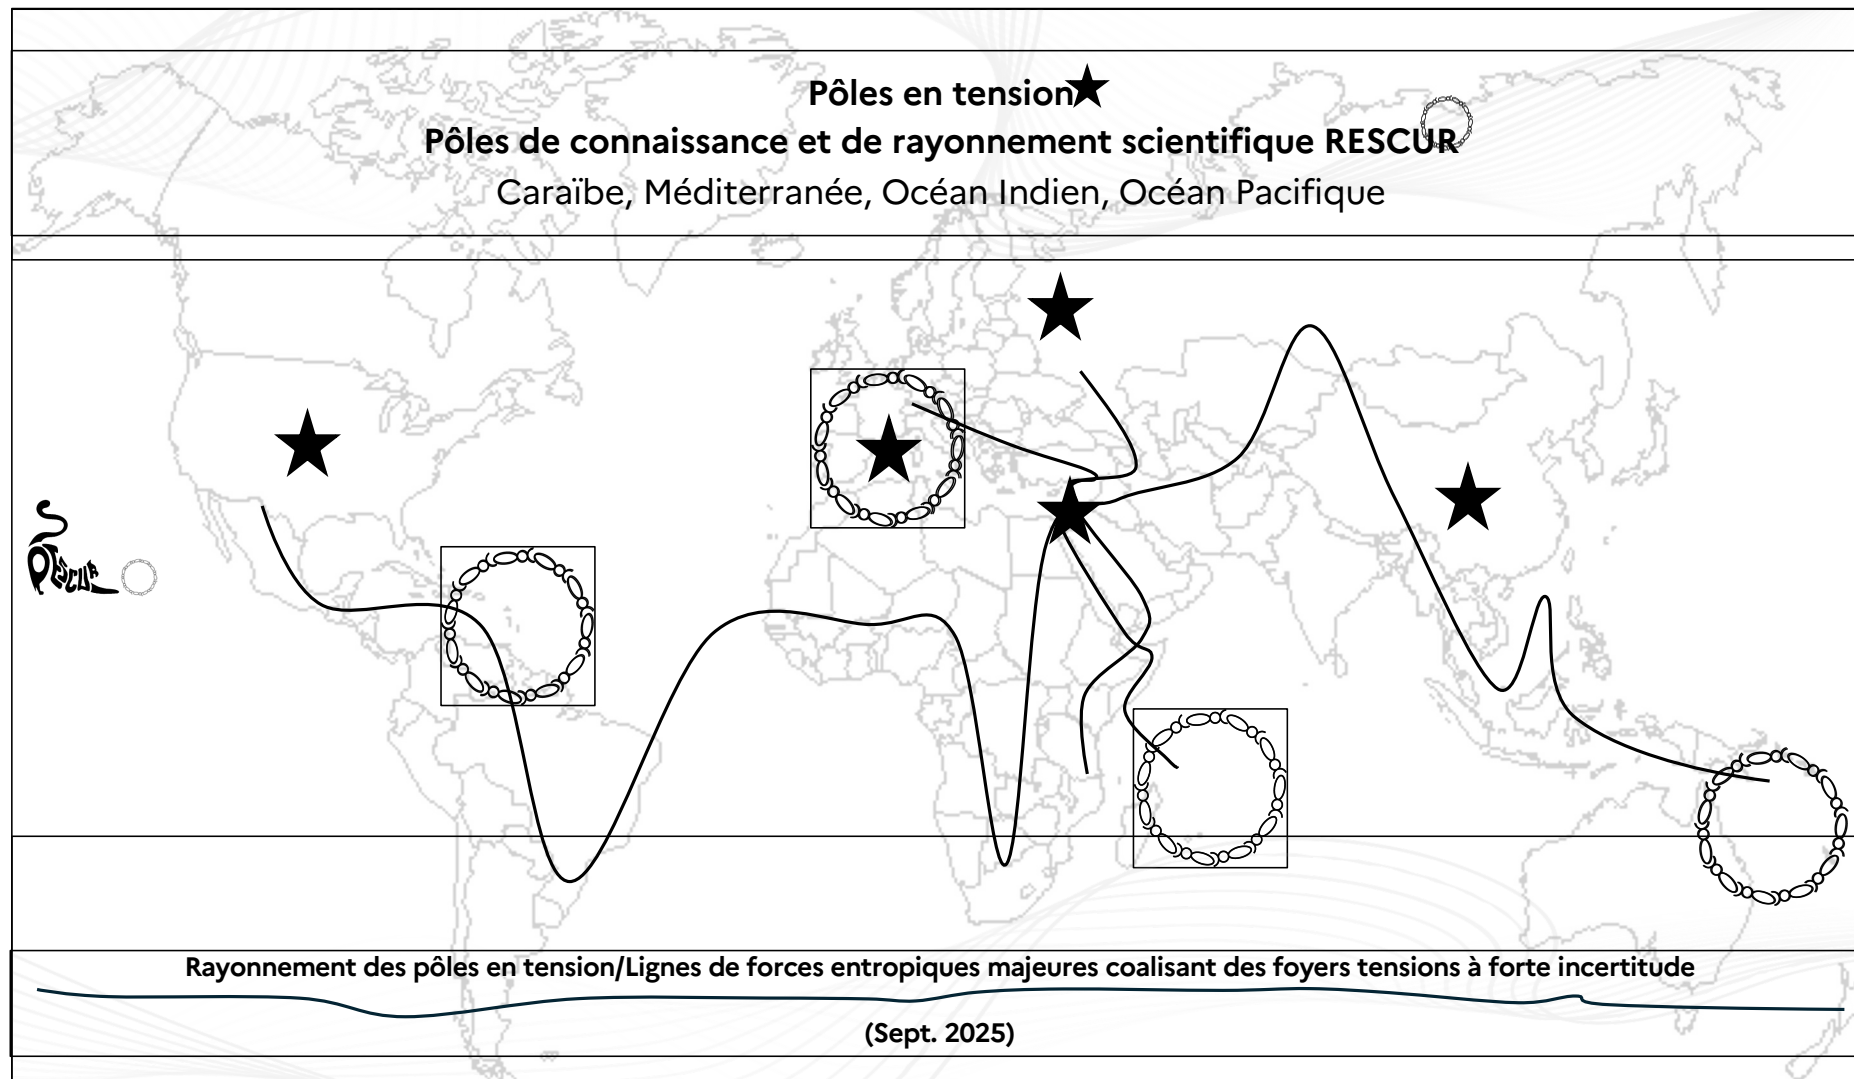 Pôles en tension
Pôles de connaissance et de rayonnement scientifique RESCUR
Caraïbe, Méditerranée, Océan Indien, Océan Pacifique
RESCUR
Rayonnement des pôles en tension/Lignes de forces entropiques majeures coalisant des foyers tensions à forte incertitude
(Sept. 2025)